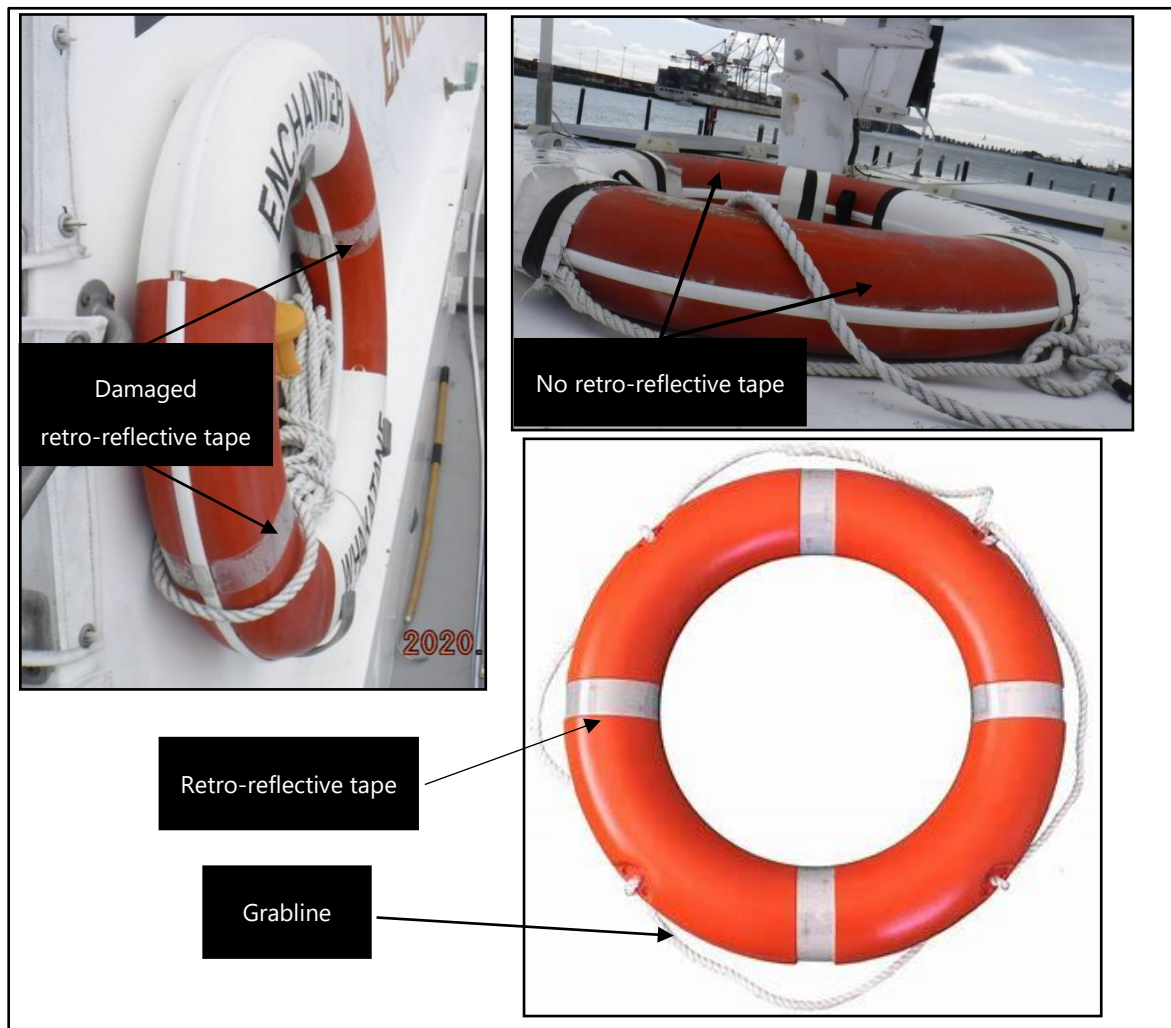 ENCHANTER
WHAKATANE
Damaged
retro-reflective tape
2020.
No retro-reflective tape
Retro-reflective tape
Grabline